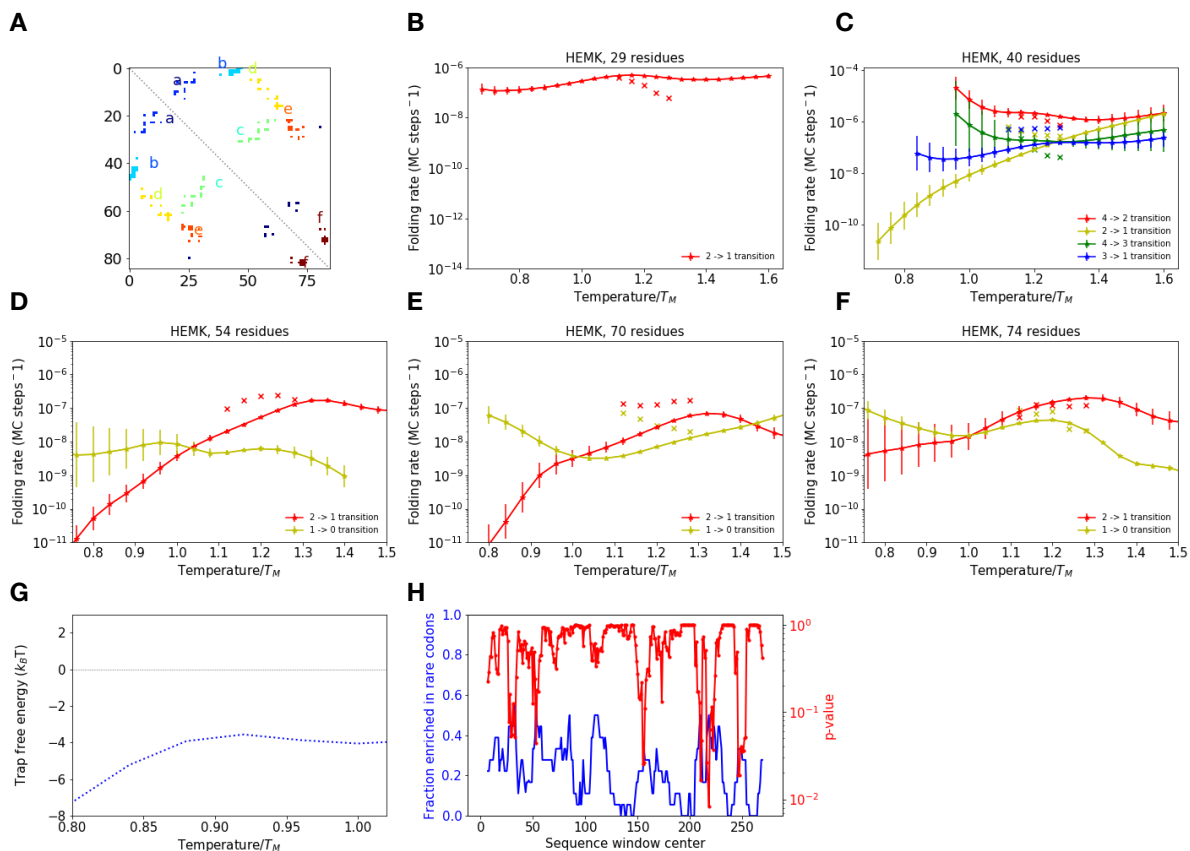 A
B
C
0
20
40
60
80
0
25
50
75
a
b
d
a
e
c
b
c
d
e
f
f
HEMK, 29 residues
Folding rate (MC steps^−1)
10^−6
10^−8
10^−10
10^−12
10^−14
2 -> 1 transition
0.8
1.0
1.2
1.4
1.6
Temperature/T_M
HEMK, 40 residues
Folding rate (MC steps^−1)
10^−4
10^−6
10^−8
10^−10
4 -> 2 transition
2 -> 1 transition
4 -> 3 transition
3 -> 1 transition
0.8
1.0
1.2
1.4
1.6
Temperature/T_M
D
E
F
HEMK, 54 residues
Folding rate (MC steps^−1)
10^−5
10^−6
10^−7
10^−8
10^−9
10^−10
10^−11
2 -> 1 transition
1 -> 0 transition
0.8
0.9
1.0
1.1
1.2
1.3
1.4
1.5
Temperature/T_M
HEMK, 70 residues
Folding rate (MC steps^−1)
10^−5
10^−6
10^−7
10^−8
10^−9
10^−10
10^−11
2 -> 1 transition
1 -> 0 transition
0.8
0.9
1.0
1.1
1.2
1.3
1.4
1.5
Temperature/T_M
HEMK, 74 residues
Folding rate (MC steps^−1)
10^−5
10^−6
10^−7
10^−8
10^−9
10^−10
10^−11
2 -> 1 transition
1 -> 0 transition
0.8
0.9
1.0
1.1
1.2
1.3
1.4
1.5
Temperature/T_M
G
H
Trap free energy (k_BT)
2
0
−2
−4
−6
−8
0.80
0.85
0.90
0.95
1.00
Temperature/T_M
Fraction enriched in rare codons
1.0
0.8
0.6
0.4
0.2
0.0
0
50
100
150
200
250
Sequence window center
10^0
10^−1
10^−2
p-value